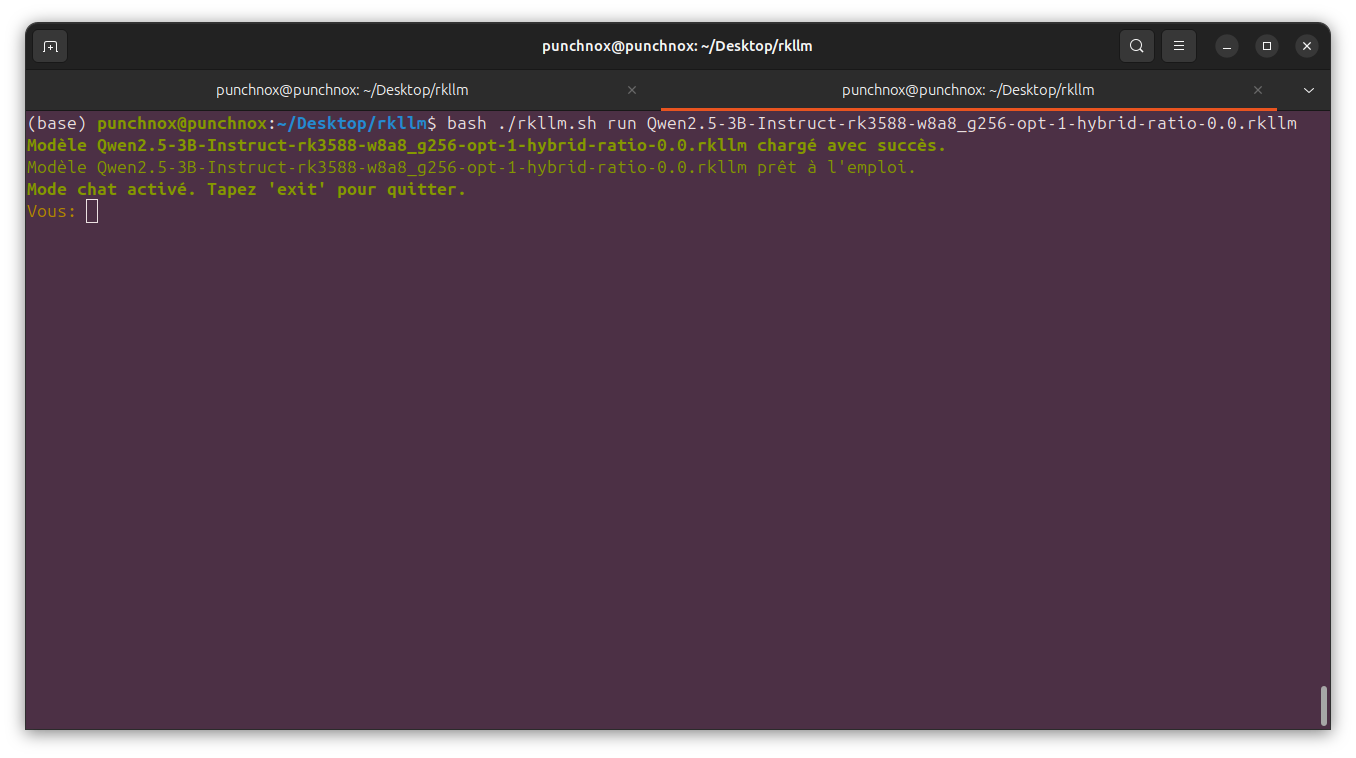 punchnox@punchnox: ~/Desktop/rkllm
punchnox@punchnox: ~/Desktop/rkllm
punchnox@punchnox: ~/Desktop/rkllm
(base) punchnox@punchnox:~/Desktop/rkllm$ bash ./rkllm.sh run Qwen2.5-3B-Instruct-rk3588-w8a8_g256-opt-1-hybrid-ratio-0.0.rkllm
Modèle Qwen2.5-3B-Instruct-rk3588-w8a8_g256-opt-1-hybrid-ratio-0.0.rkllm chargé avec succès.
Modèle Qwen2.5-3B-Instruct-rk3588-w8a8_g256-opt-1-hybrid-ratio-0.0.rkllm prêt à l'emploi.
Mode chat activé. Tapez 'exit' pour quitter.
Vous: